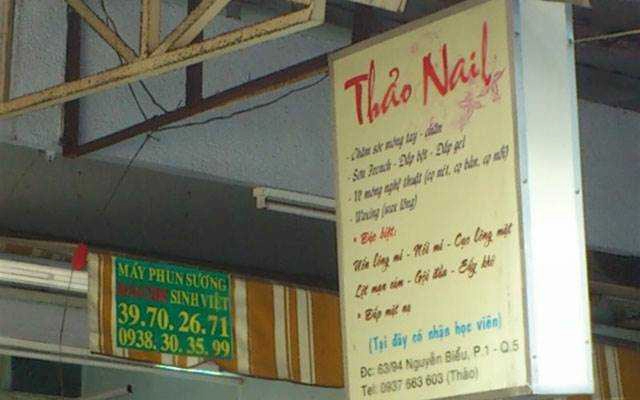 Thảo Nail
- Chăm sóc móng tay - chân
- Sơn French - Đắp bột - Đắp gel
- Vẽ móng nghệ thuật (cọ nét, cọ bản, cọ nổi)
- Waxing (wax lông)
* Đặc biệt:
Uốn lông mi - Nối mi - Cạo lông mặt
Lột mụn cám - Gội đầu - Sấy khô
* Đắp mặt nạ
(Tại đây có nhận học viên)
Đc: 63/94 Nguyễn Biểu, P.1 - Q.5
Tel: 0937 663 603 (Thảo)
MÁY PHUN SƯƠNG
SINH VIỆT
39.70.26.71
0938.30.35.99